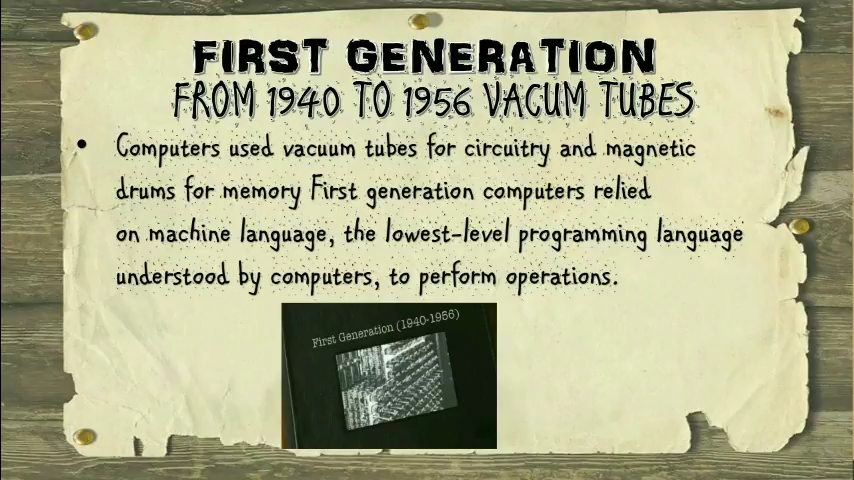 FIRST GENERATION
FROM 1940 TO 1956 VACUM TUBES
• Computers used vacuum tubes for circuitry and magnetic
drums for memory First generation computers relied
on machine language, the lowest-level programming language
understood by computers, to perform operations.
First Generation (1940-1956)